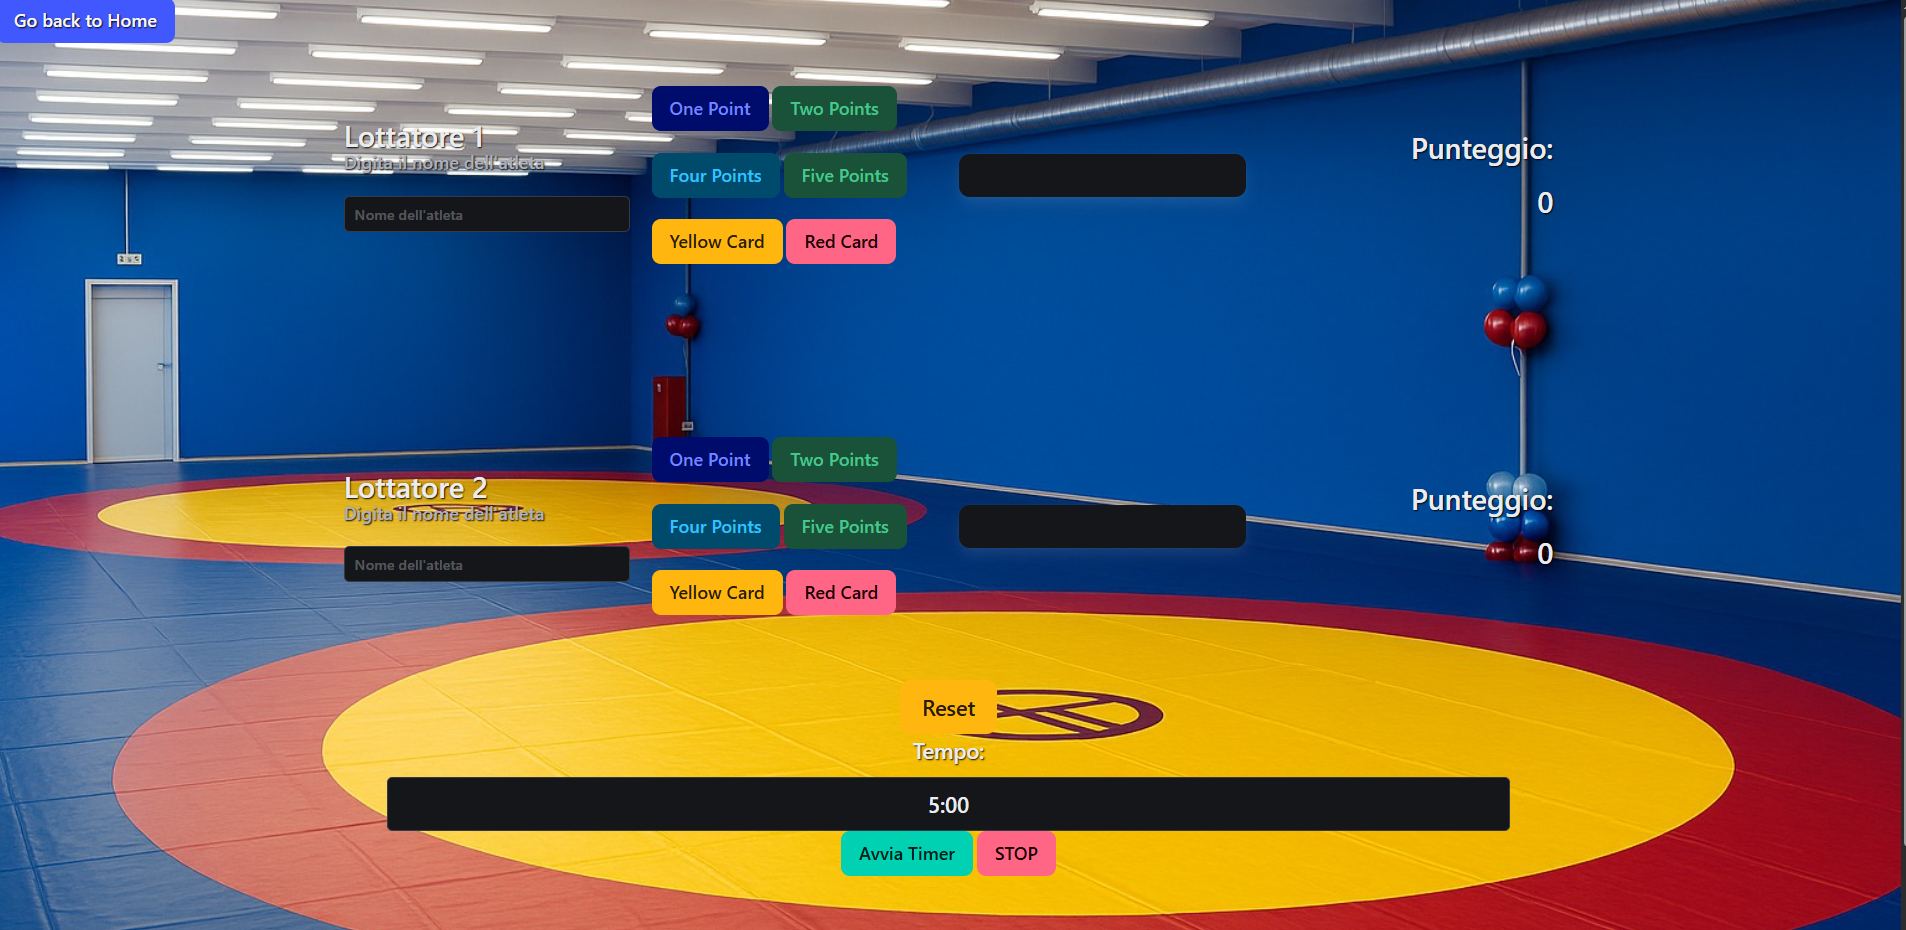 Go back to Home
One Point
Two Points
Lottatore 1
Digita il nome dell'atleta
Punteggio:
Four Points
Five Points
0
Nome dell'atleta
Yellow Card
Red Card
One Point
Two Points
Lottatore 2
Digita il nome dell'atleta
Punteggio:
Four Points
Five Points
0
Nome dell'atleta
Yellow Card
Red Card
Reset
Tempo:
5:00
Avvia Timer
STOP